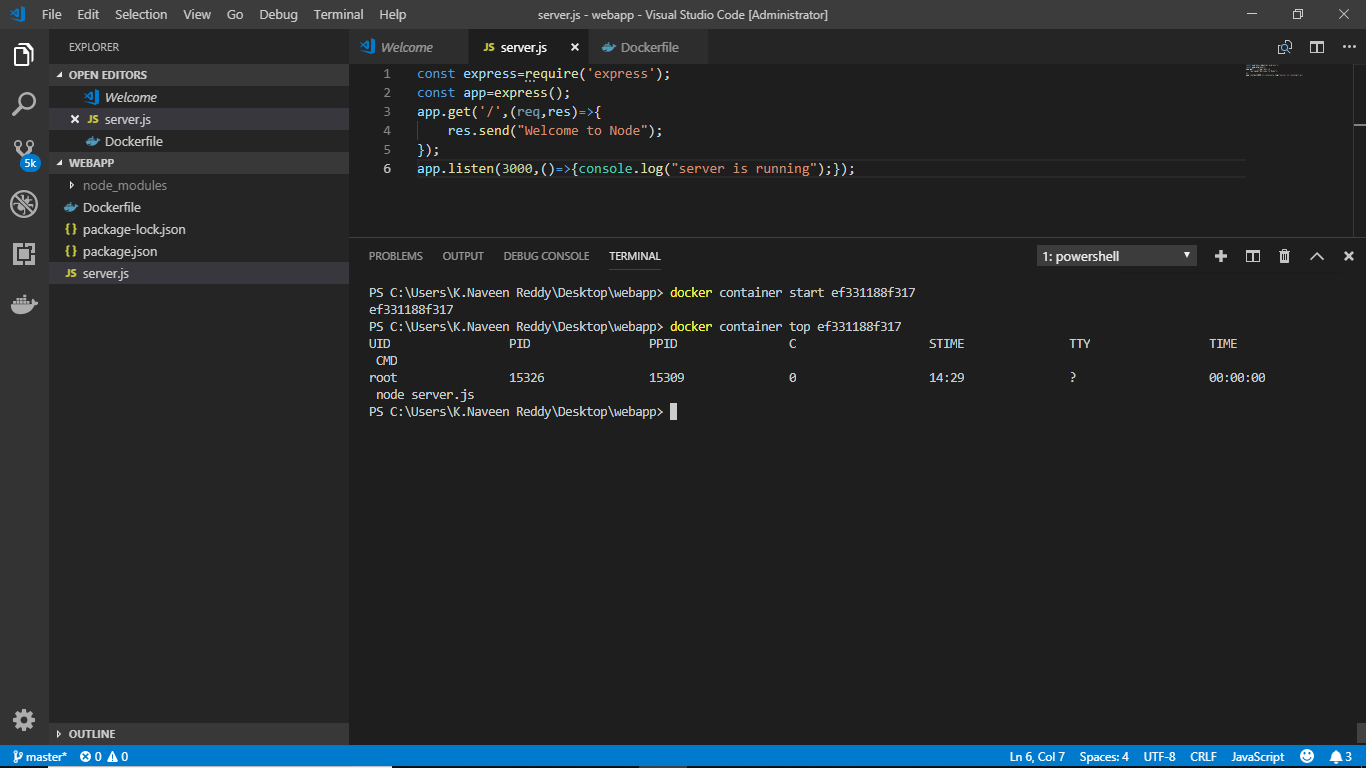 File Edit Selection View Go Debug Terminal Help server.js - webapp - Visual Studio Code [Administrator]
EXPLORER
OPEN EDITORS
Welcome
server.js
Dockerfile
WEBAPP
node_modules
Dockerfile
package-lock.json
package.json
server.js
OUTLINE
5k
Welcome JS server.js Dockerfile
1 const express=require('express');
2 const app=express();
3 app.get('/',(req,res)=>{
4 res.send("Welcome to Node");
5 });
6 app.listen(3000,()=>{console.log("server is running");});
PROBLEMS OUTPUT DEBUG CONSOLE TERMINAL 1: powershell
PS C:\Users\K.Naveen Reddy\Desktop\webapp> docker container start ef331188f317
ef331188f317
PS C:\Users\K.Naveen Reddy\Desktop\webapp> docker container top ef331188f317
UID PID PPID C STIME TTY TIME
CMD
root 15326 15309 0 14:29 ? 00:00:00
node server.js
PS C:\Users\K.Naveen Reddy\Desktop\webapp>
master* 0 0 Ln 6, Col 7 Spaces: 4 UTF-8 CRLF JavaScript 3